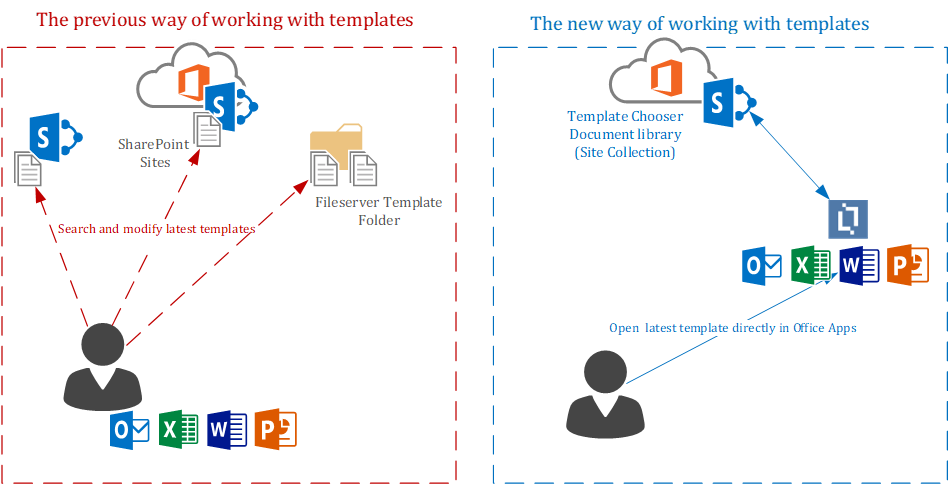 The previous way of working with templates
S
S
SharePoint
Sites
Fileserver Template
Folder
Search and modify latest templates
O
X
W
P
The new way of working with templates
S
Template Chooser
Document library
(Site Collection)
O
X
W
P
Open latest template directly in Office Apps